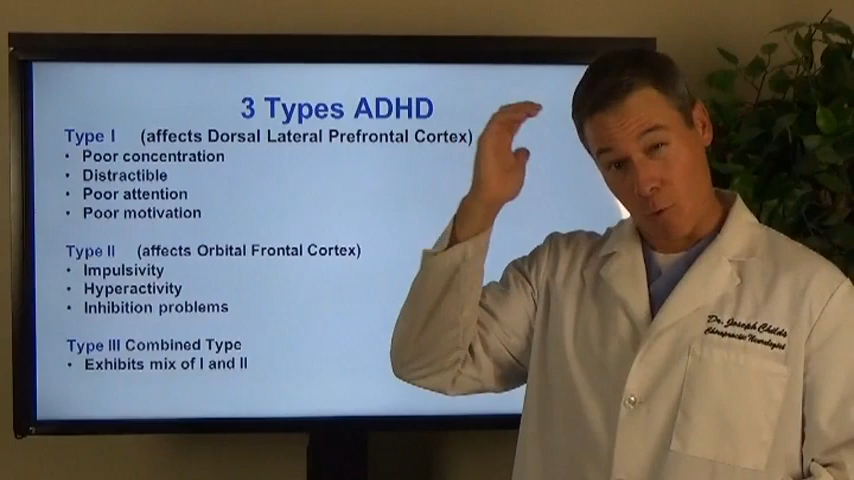 3 Types ADHD
Type I (affects Dorsal Lateral Prefrontal Cortex)
• Poor concentration
• Distractible
• Poor attention
• Poor motivation
Type II (affects Orbital Frontal Cortex)
• Impulsivity
• Hyperactivity
• Inhibition problems
Type III Combined Type
• Exhibits mix of I and II
Dr. Joseph Childs
Chiropractic Neurologist